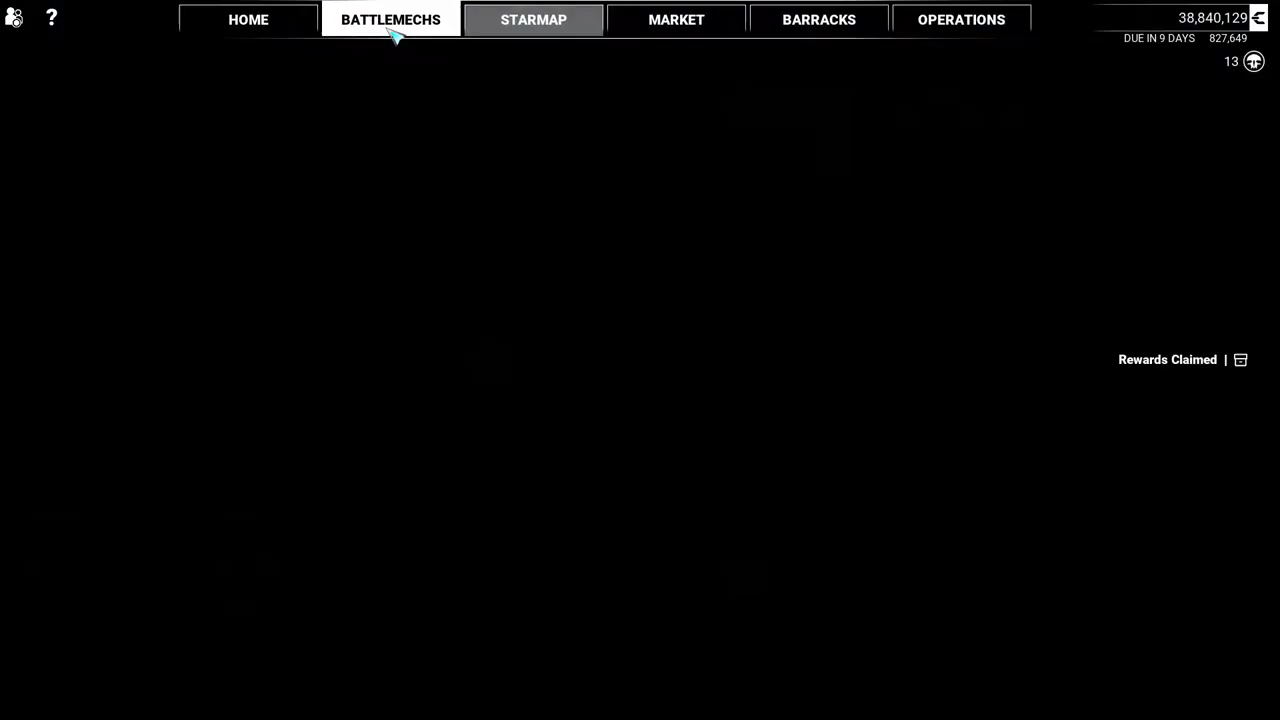 ?
HOME
BATTLEMECHS
STARMAP
MARKET
BARRACKS
OPERATIONS
38,840,129
DUE IN 9 DAYS 827,649
13
Rewards Claimed |